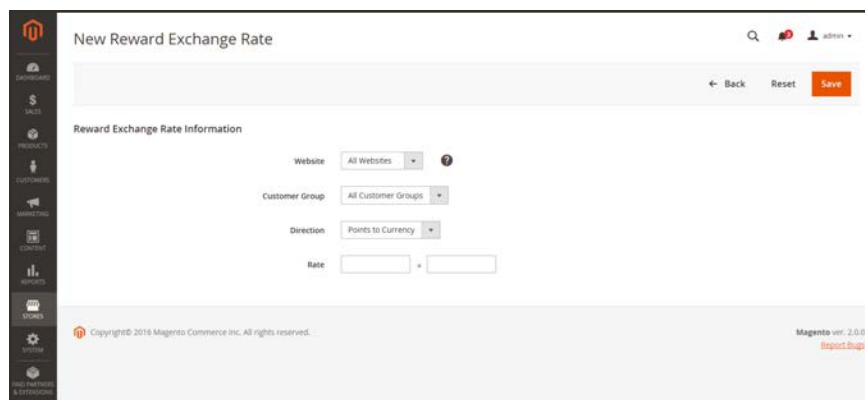 New Reward Exchange Rate
3
admin
← Back
Reset
Save
DASHBOARD
$
SALES
PRODUCTS
CUSTOMERS
MARKETING
CONTENT
REPORTS
STORES
SYSTEM
FIND PARTNERS
& EXTENSIONS
Reward Exchange Rate Information
Website
All Websites
?
Customer Group
All Customer Groups
Direction
Points to Currency
Rate
=
Copyright© 2016 Magento Commerce Inc. All rights reserved.
Magento ver. 2.0.0
Report Bugs